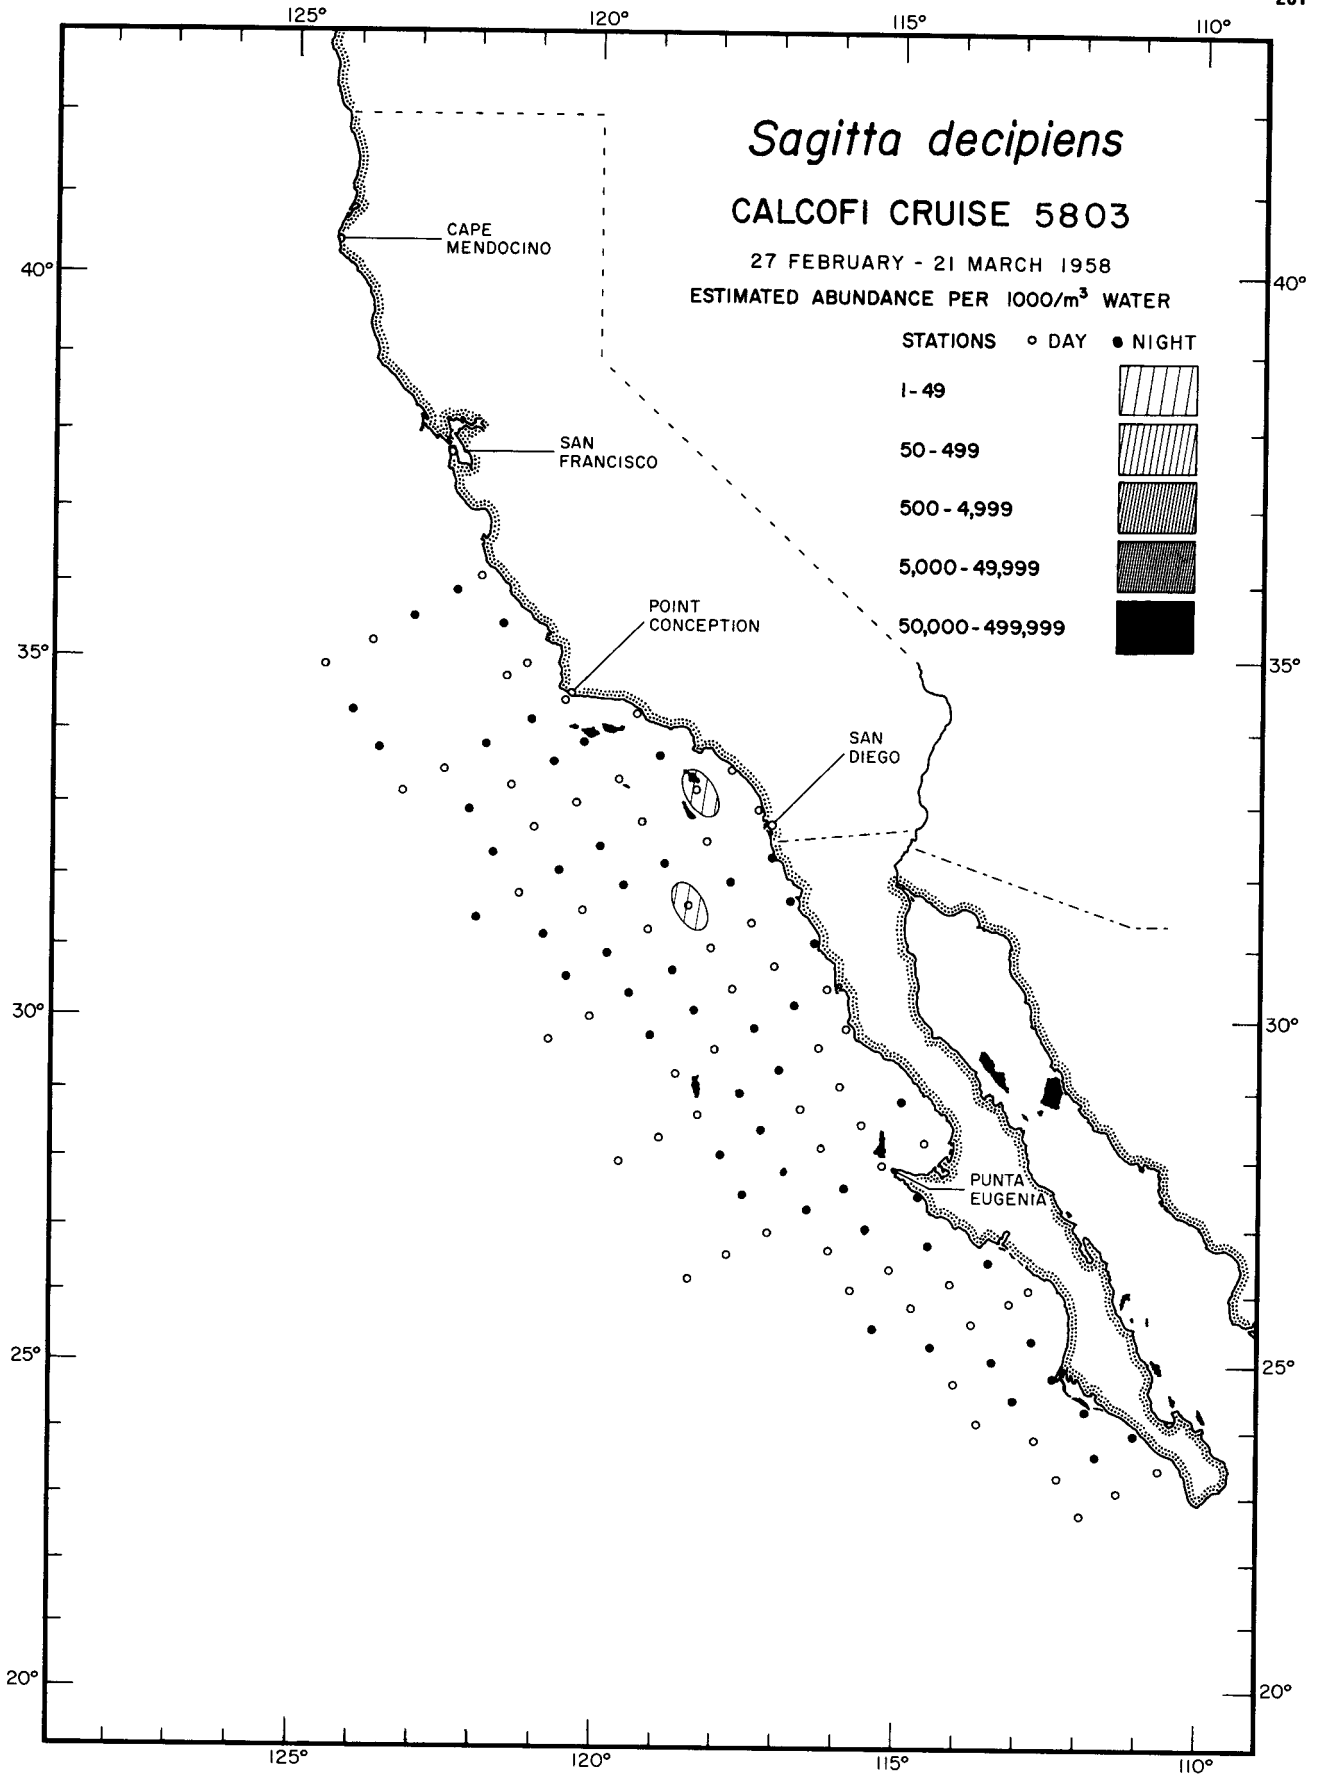 125°
120°
115°
110°
Sagitta decipiens
CALCOFI CRUISE 5803
27 FEBRUARY - 21 MARCH 1958
ESTIMATED ABUNDANCE PER 1000/m³ WATER
STATIONS ○ DAY ● NIGHT
1-49
50-499
500-4,999
5,000-49,999
50,000-499,999
CAPE
MENDOCINO
40°
40°
SAN
FRANCISCO
POINT
CONCEPTION
35°
35°
SAN
DIEGO
30°
30°
PUNTA
EUGENIA
25°
25°
20°
20°
125°
120°
115°
110°